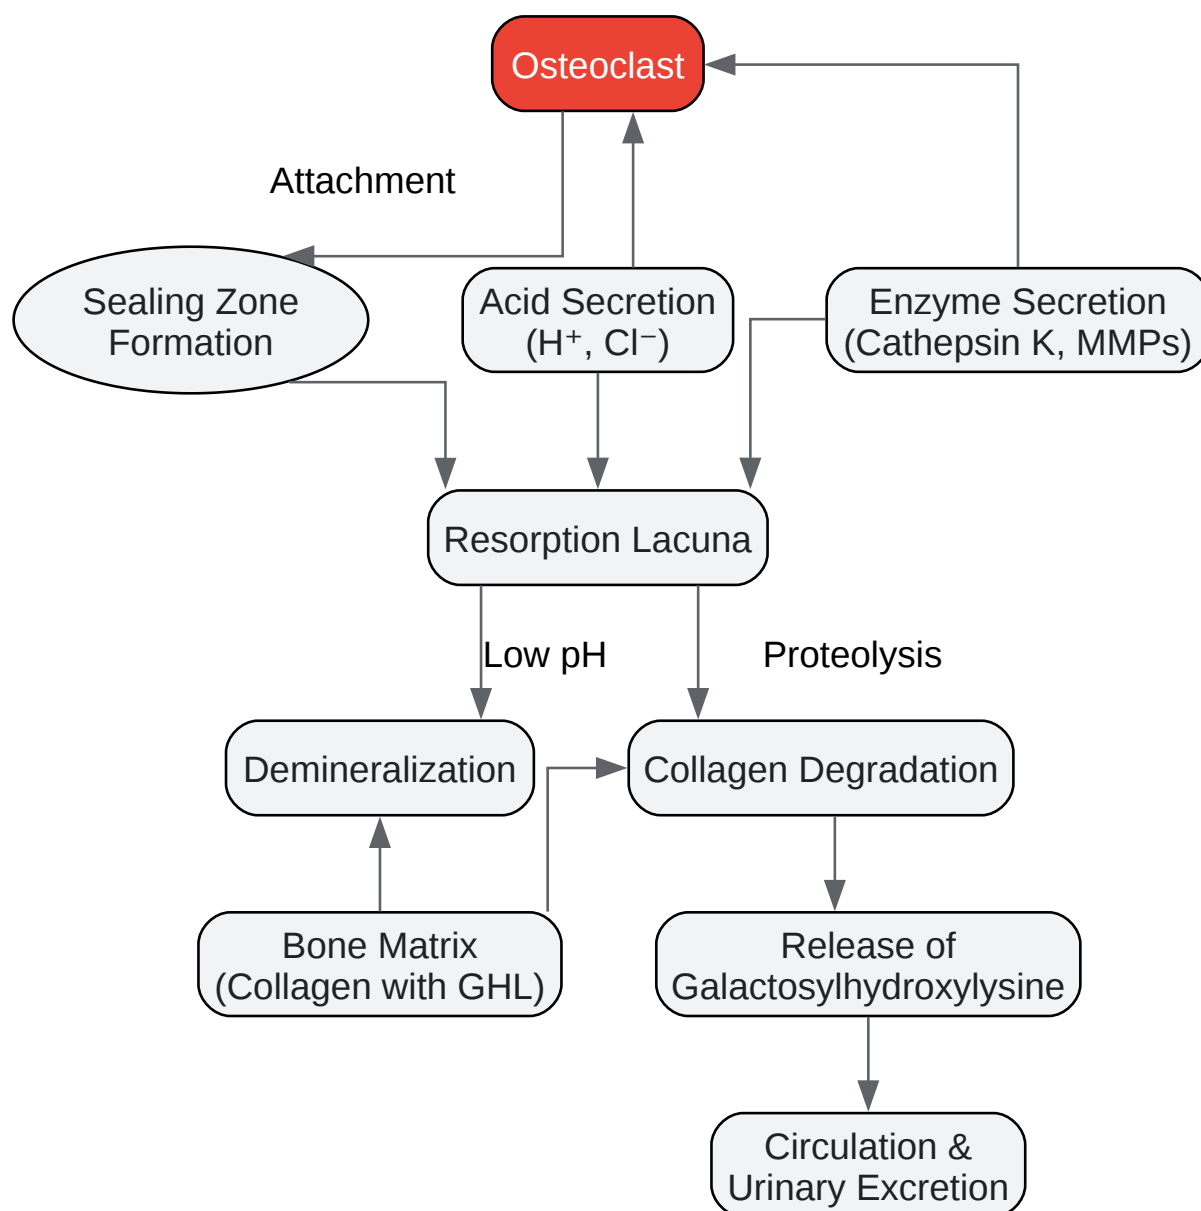 Osteoclast
Attachment
Sealing Zone
Formation
Acid Secretion
(H⁺, Cl⁻)
Enzyme Secretion
(Cathepsin K, MMPs)
Resorption Lacuna
Low pH
Proteolysis
Demineralization
Collagen Degradation
Bone Matrix
(Collagen with GHL)
Release of
Galactosylhydroxylysine
Circulation &
Urinary Excretion